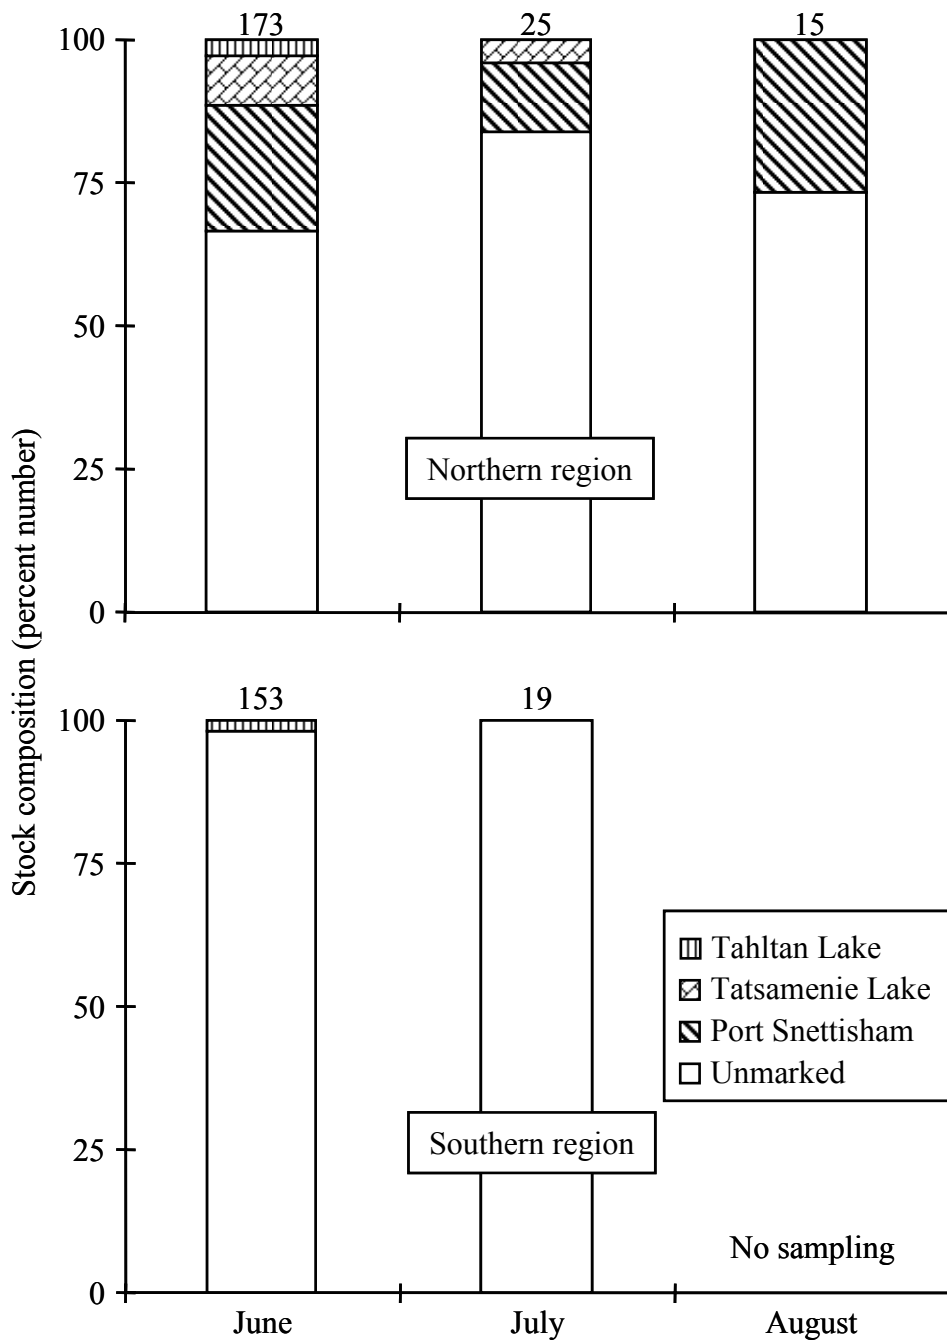 Stock composition (percent number)
173
25
15
100
75
50
25
0
Northern region
153
19
100
75
50
25
0
Tahltan Lake
Tatsamenie Lake
Port Snettisham
Unmarked
Southern region
No sampling
June
July
August